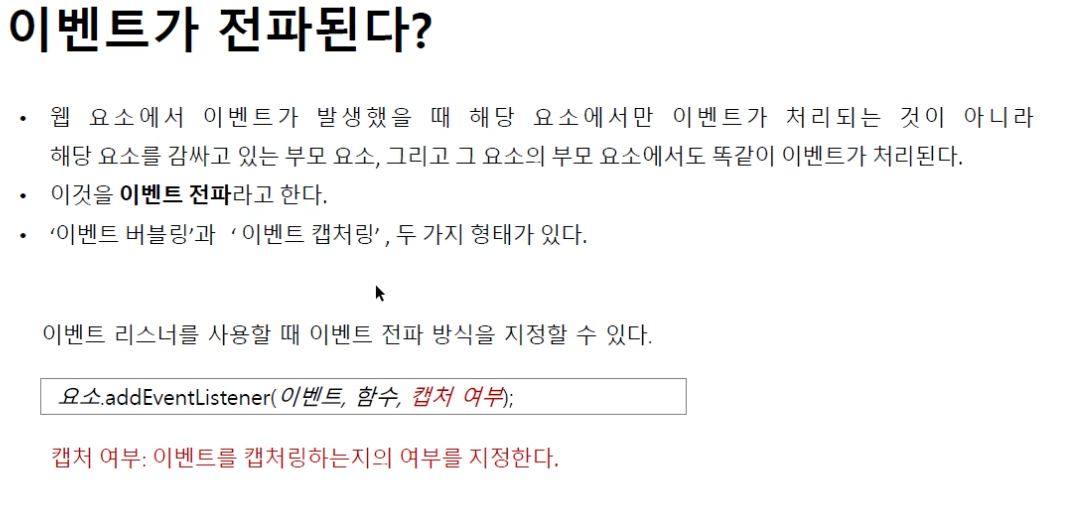 이벤트가 전파된다?
• 웹 요소에서 이벤트가 발생했을 때 해당 요소에서만 이벤트가 처리되는 것이 아니라
해당 요소를 감싸고 있는 부모 요소, 그리고 그 요소의 부모 요소에서도 똑같이 이벤트가 처리된다.
• 이것을 이벤트 전파라고 한다.
• ‘이벤트 버블링’과 ‘ 이벤트 캡처링’ , 두 가지 형태가 있다.
이벤트 리스너를 사용할 때 이벤트 전파 방식을 지정할 수 있다.
요소.addEventListener(이벤트, 함수, 캡처 여부);
캡처 여부: 이벤트를 캡처링하는지의 여부를 지정한다.